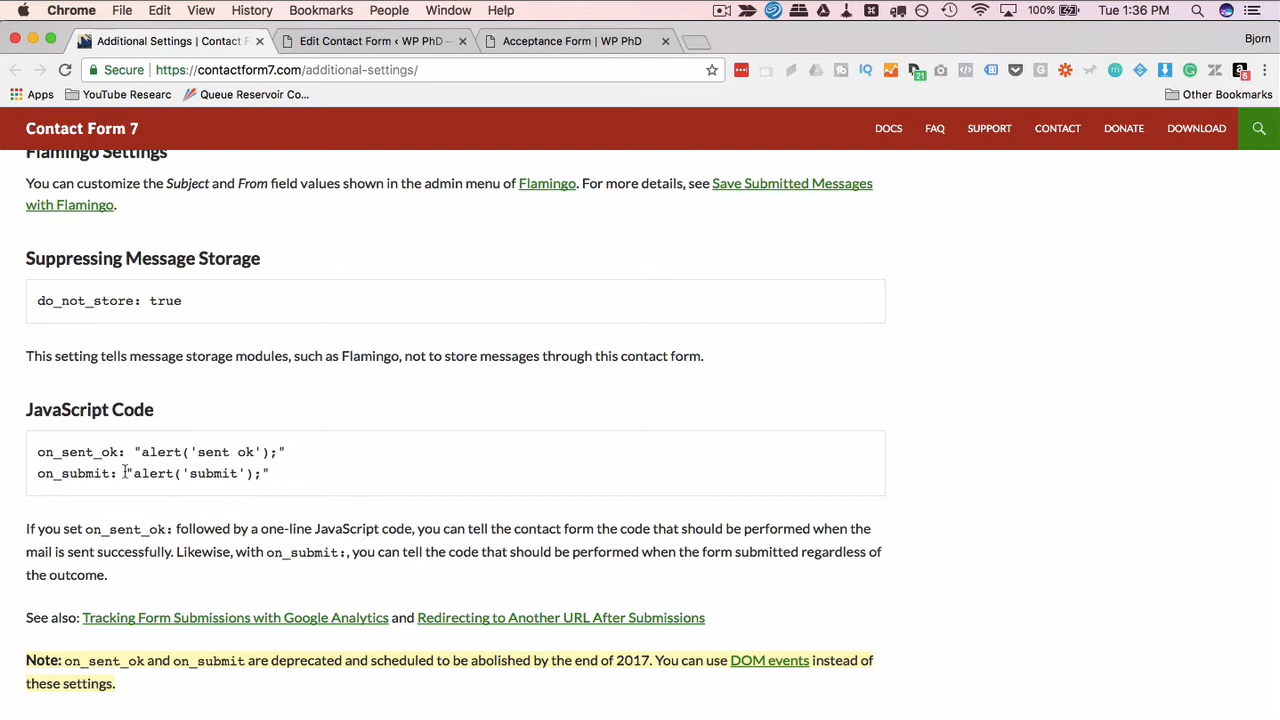 Chrome File Edit View History Bookmarks People Window Help 100% Tue 1:36 PM
Additional Settings | Contact F Edit Contact Form ‹ WP PhD – Acceptance Form | WP PhD Bjorn
Secure https://contactform7.com/additional-settings/ 21 5
Apps YouTube Researc Queue Reservoir Co... Other Bookmarks
Contact Form 7 DOCS FAQ SUPPORT CONTACT DONATE DOWNLOAD
Flamingo Settings
You can customize the Subject and From field values shown in the admin menu of Flamingo. For more details, see Save Submitted Messages
with Flamingo.
Suppressing Message Storage
do_not_store: true
This setting tells message storage modules, such as Flamingo, not to store messages through this contact form.
JavaScript Code
on_sent_ok: "alert('sent ok');"
on_submit: "alert('submit');"
If you set on_sent_ok: followed by a one-line JavaScript code, you can tell the contact form the code that should be performed when the
mail is sent successfully. Likewise, with on_submit:, you can tell the code that should be performed when the form submitted regardless of
the outcome.
See also: Tracking Form Submissions with Google Analytics and Redirecting to Another URL After Submissions
Note: on_sent_ok and on_submit are deprecated and scheduled to be abolished by the end of 2017. You can use DOM events instead of
these settings.